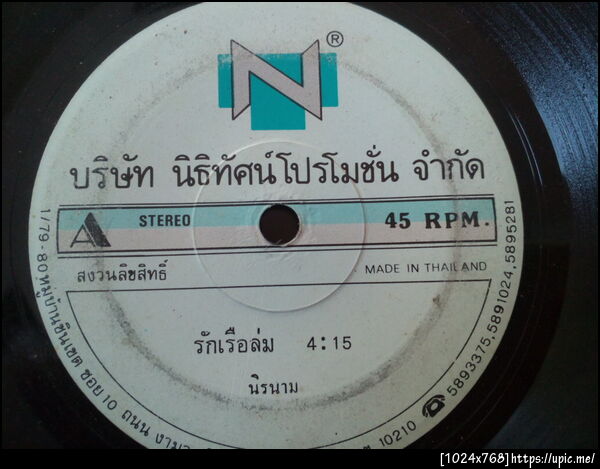 N ®
บริษัท นิธิทัศน์โปรโมชั่น จำกัด
A STEREO 45 RPM.
สงวนลิขสิทธิ์ MADE IN THAILAND
รักเรือล่ม 4:15
นิรนาม
1/79-80 หมู่บ้านชินเขต ซอย 10 ถนน งาม 10210 ☎ 5893375,5891024,5895281
[1024x768]https://upic.me/